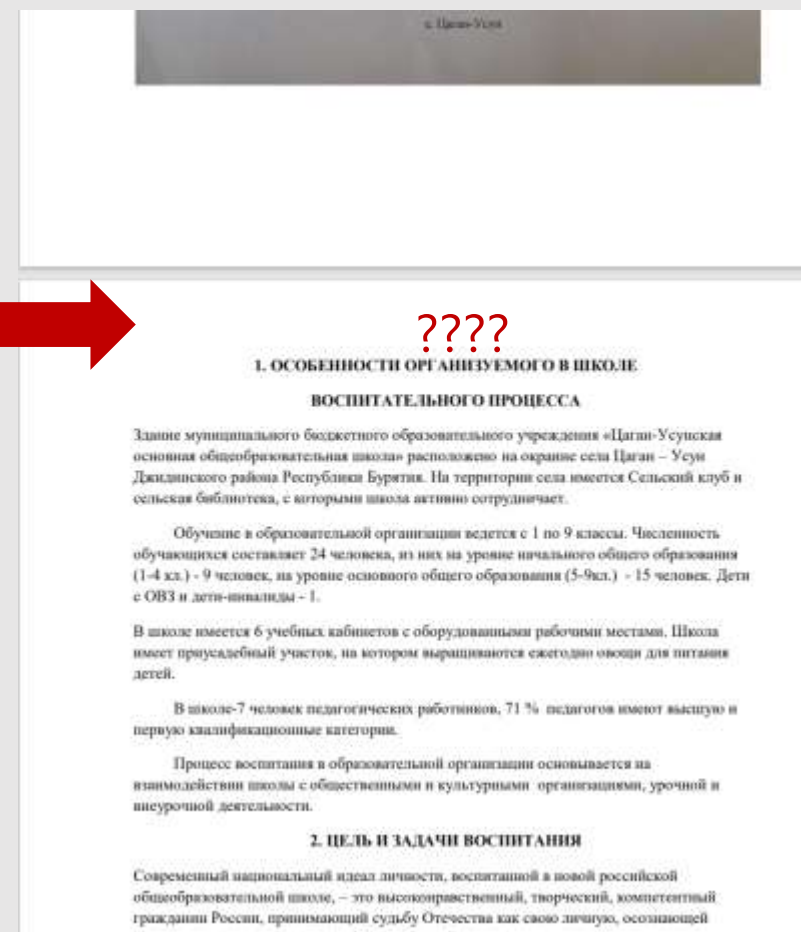 с. Цаган-Усун
????
1. ОСОБЕННОСТИ ОРГАНИЗУЕМОГО В ШКОЛЕ
ВОСПИТАТЕЛЬНОГО ПРОЦЕССА
Здание муниципального бюджетного образовательного учреждения «Цаган-Усунская
основная общеобразовательная школа» расположено на окраине села Цаган – Усун
Джидинского района Республики Бурятия. На территории села имеется Сельский клуб и
сельская библиотека, с которыми школа активно сотрудничает.
Обучение в образовательной организации ведется с 1 по 9 классы. Численность
обучающихся составляет 24 человека, из них на уровне начального общего образования
(1-4 кл.) - 9 человек, на уровне основного общего образования (5-9кл.) - 15 человек. Дети
с ОВЗ и дети-инвалиды - 1.
В школе имеется 6 учебных кабинетов с оборудованными рабочими местами. Школа
имеет приусадебный участок, на котором выращиваются ежегодно овощи для питания
детей.
В школе-7 человек педагогических работников, 71 % педагогов имеют высшую и
первую квалификационные категории.
Процесс воспитания в образовательной организации основывается на
взаимодействии школы с общественными и культурными организациями, урочной и
внеурочной деятельности.
2. ЦЕЛЬ И ЗАДАЧИ ВОСПИТАНИЯ
Современный национальный идеал личности, воспитанной в новой российской
общеобразовательной школе, – это высоконравственный, творческий, компетентный
гражданин России, принимающий судьбу Отечества как свою личную, осознающей